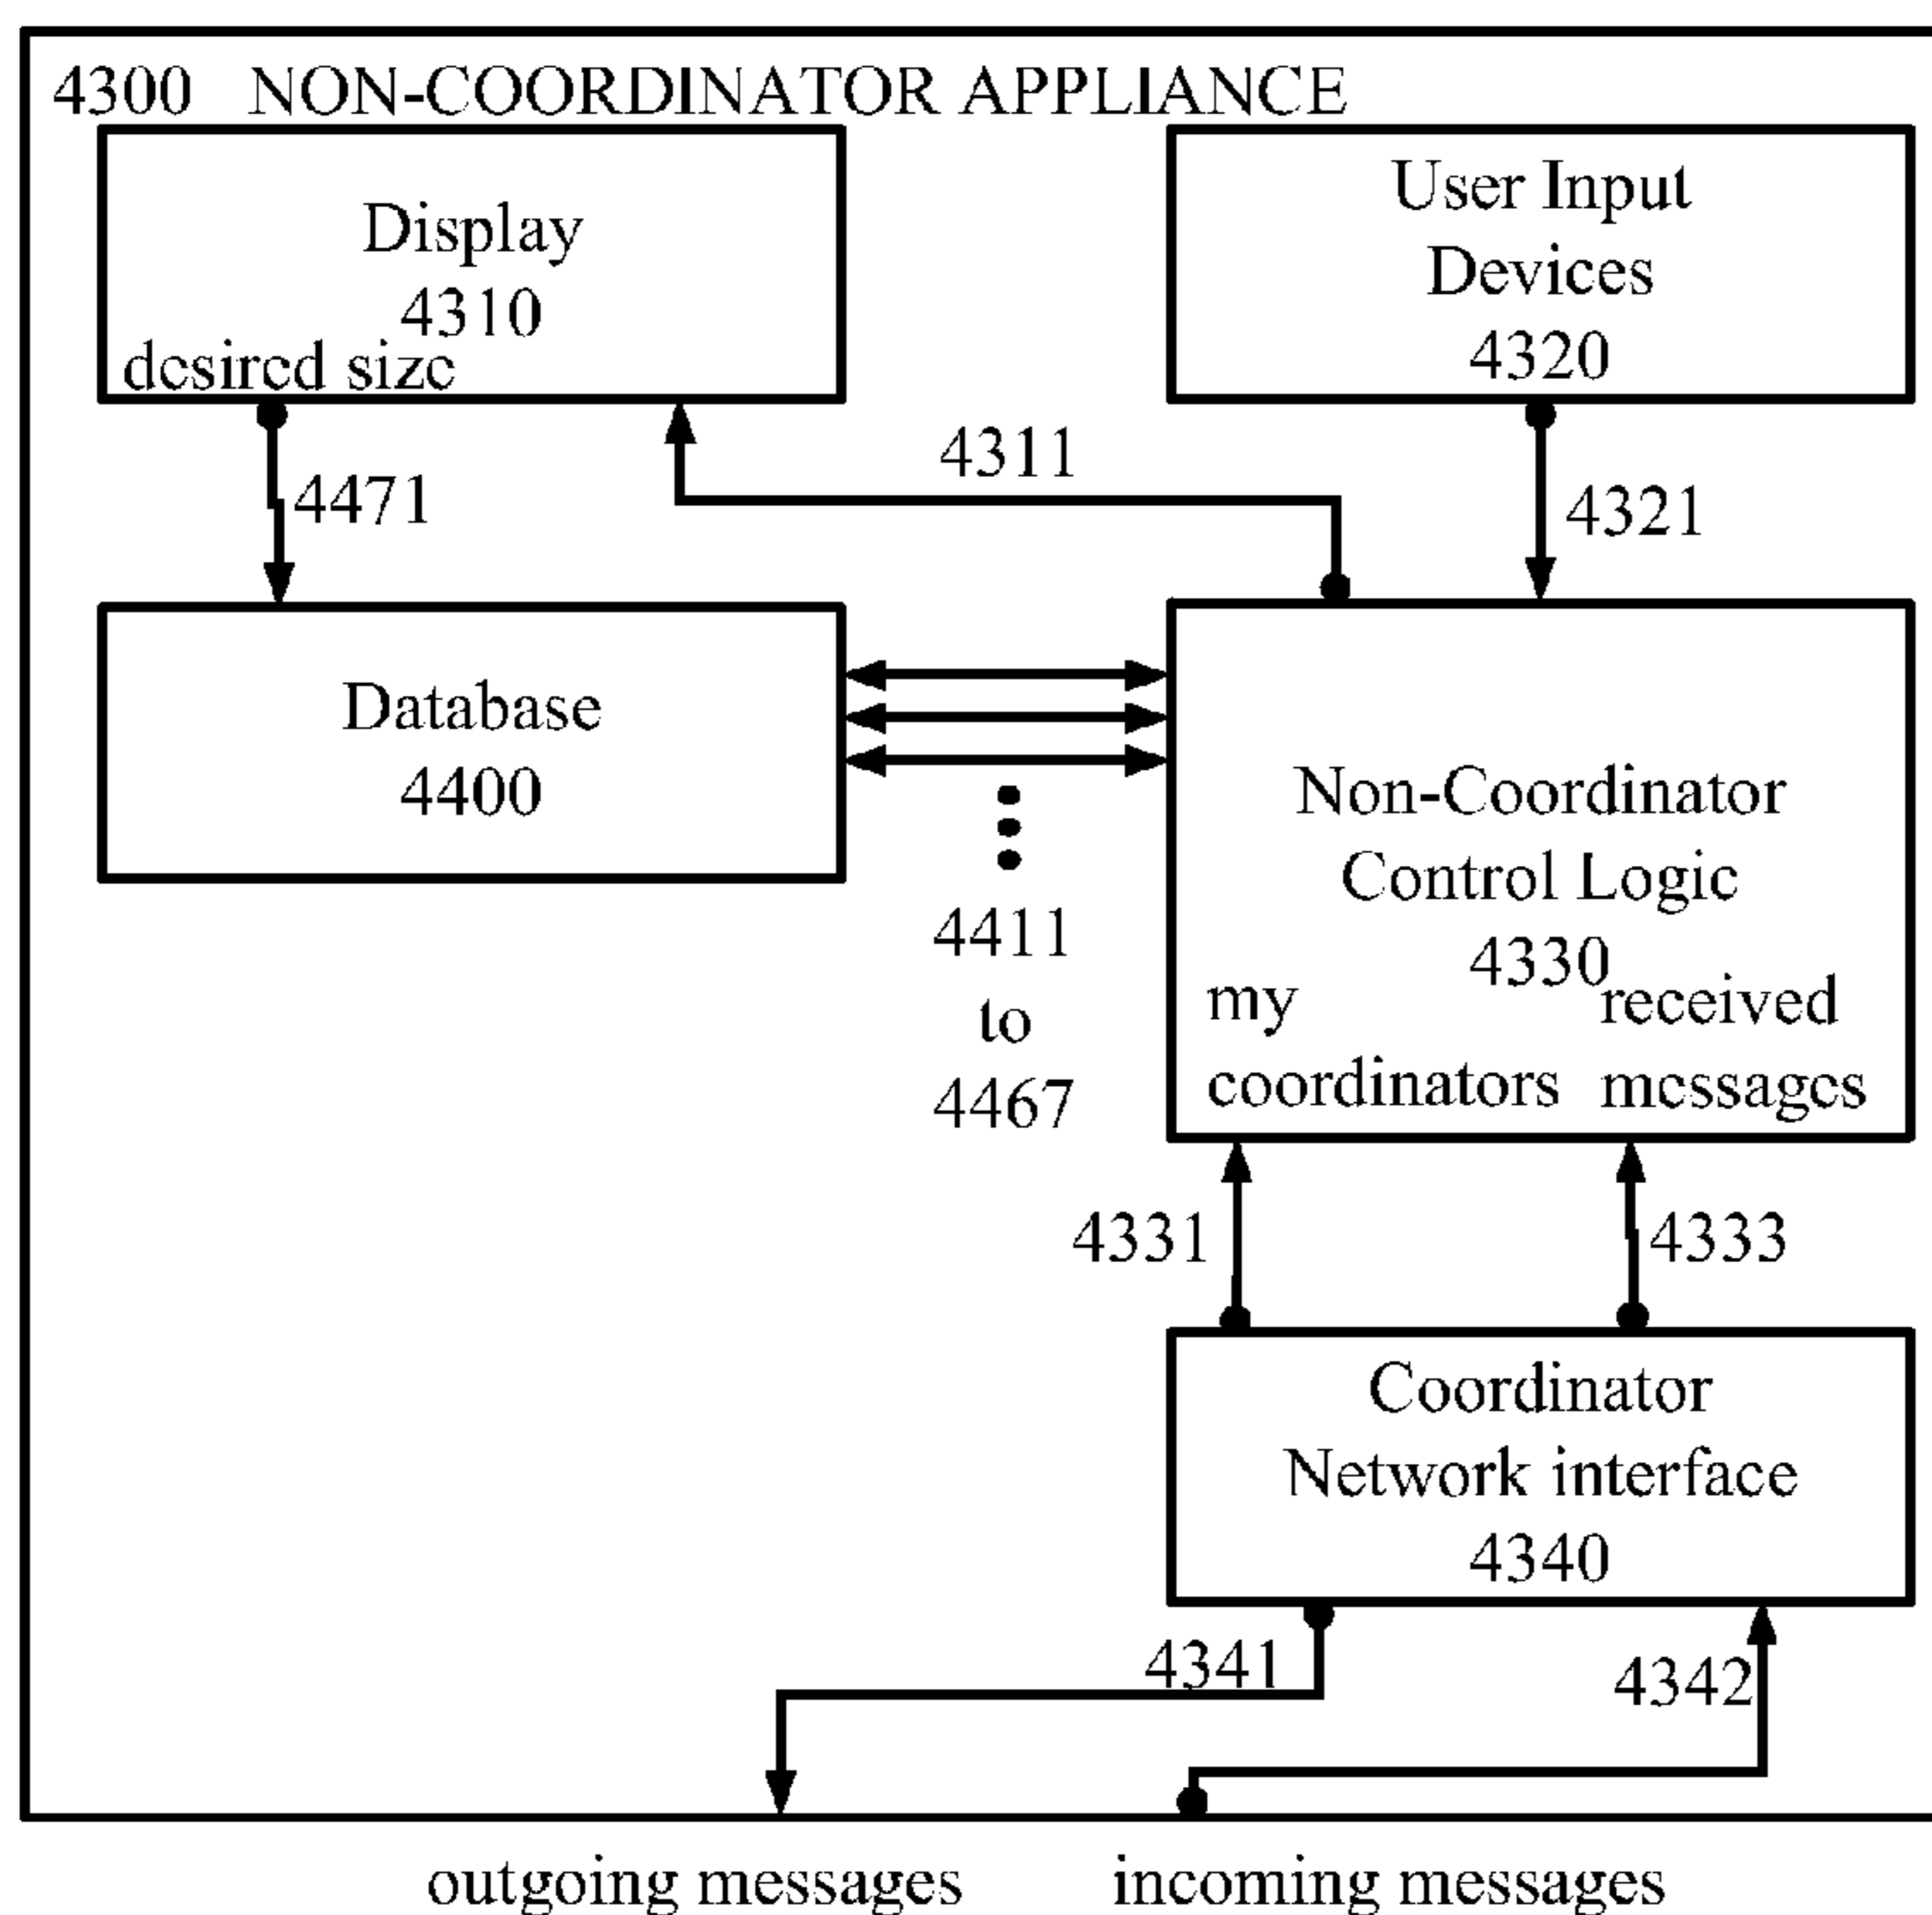 4300 NON-COORDINATOR APPLIANCE
Display
4310
desired size
User Input
Devices
4320
4311
4471
4321
Database
4400
4411
to
4467
Non-Coordinator
Control Logic
4330
my
coordinators
received
messages
4331
4333
Coordinator
Network interface
4340
4341
4342
outgoing messages
incoming messages